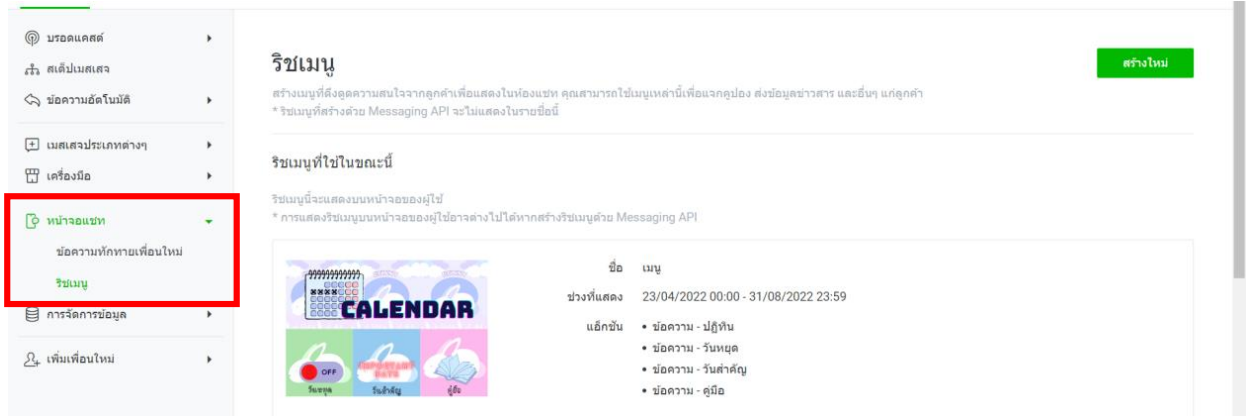 บรอดแคสต์
สเต็ปเมสเสจ
ข้อความอัตโนมัติ
เมสเสจประเภทต่างๆ
เครื่องมือ
หน้าจอแชท
ข้อความทักทายเพื่อนใหม่
ริชเมนู
การจัดการข้อมูล
เพิ่มเพื่อนใหม่
ริชเมนู
สร้างใหม่
สร้างเมนูที่ดึงดูดความสนใจจากลูกค้าเพื่อแสดงในห้องแชท คุณสามารถใช้เมนูเหล่านี้เพื่อแจกคูปอง ส่งข้อมูลข่าวสาร และอื่นๆ แก่ลูกค้า
* ริชเมนูที่สร้างด้วย Messaging API จะไม่แสดงในรายชื่อนี้
ริชเมนูที่ใช้ในขณะนี้
ริชเมนูนี้จะแสดงบนหน้าจอของผู้ใช้
* การแสดงริชเมนูบนหน้าจอของผู้ใช้อาจต่างไปได้หากสร้างริชเมนูด้วย Messaging API
CALENDAR
OFF
IMPORTANT
DAYS
วันหยุด
วันสำคัญ
คู่มือ
ชื่อ เมนู
ช่วงที่แสดง 23/04/2022 00:00 - 31/08/2022 23:59
แอ็กชัน • ข้อความ - ปฏิทิน
• ข้อความ - วันหยุด
• ข้อความ - วันสำคัญ
• ข้อความ - คู่มือ